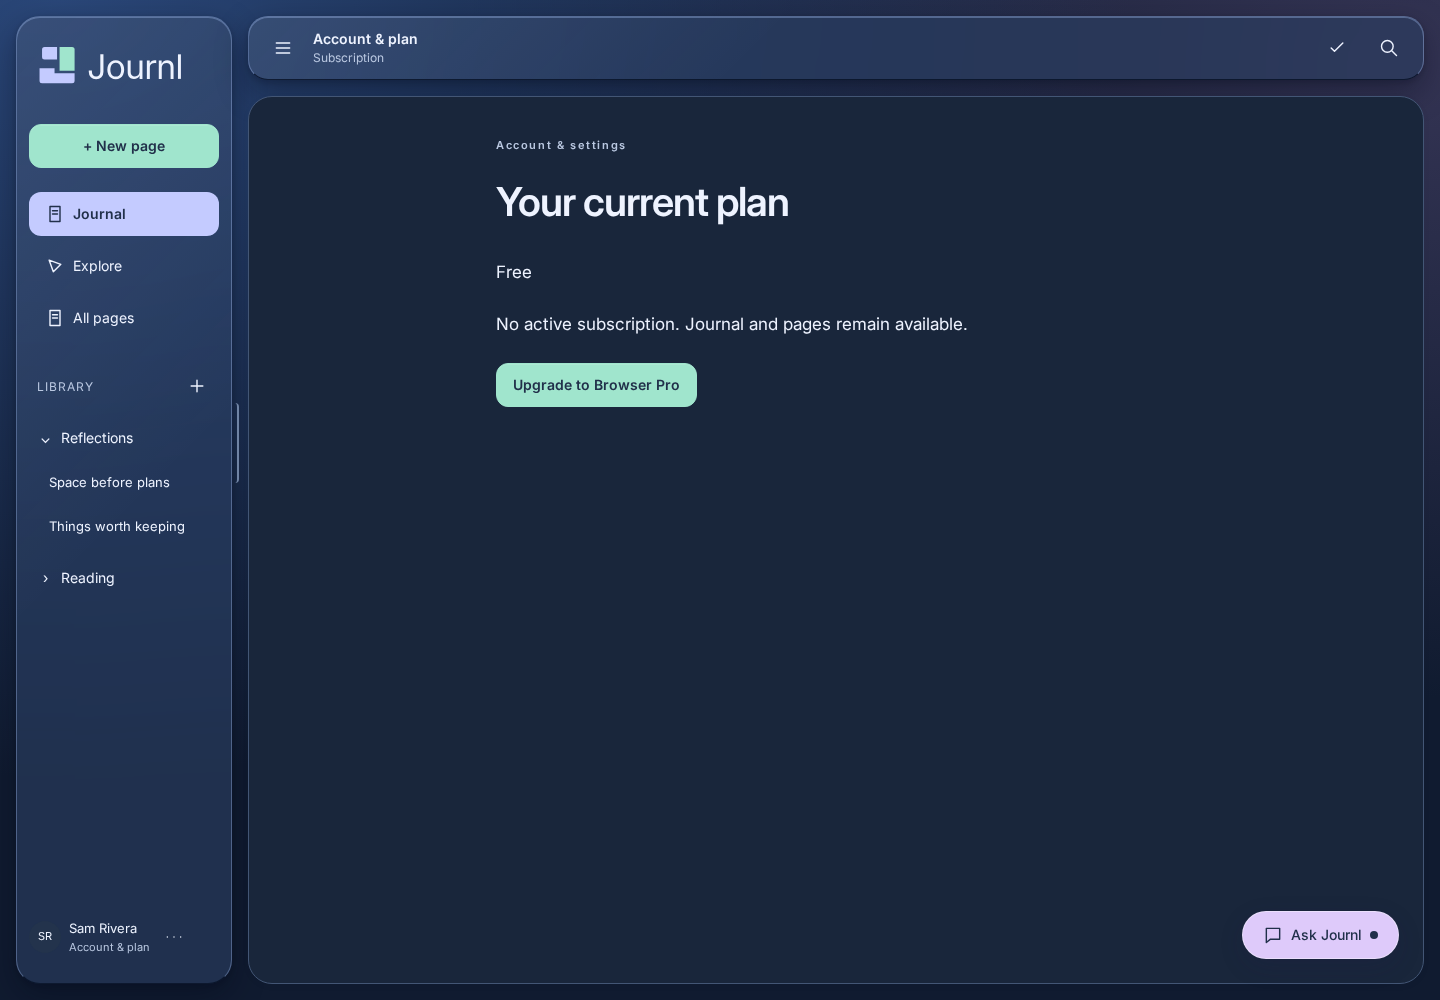 Journl
+ New page
Journal
Explore
All pages
LIBRARY
Reflections
Space before plans
Things worth keeping
Reading
SR
Sam Rivera
Account & plan
Account & plan
Subscription
Account & settings
Your current plan
Free
No active subscription. Journal and pages remain available.
Upgrade to Browser Pro
Ask Journl